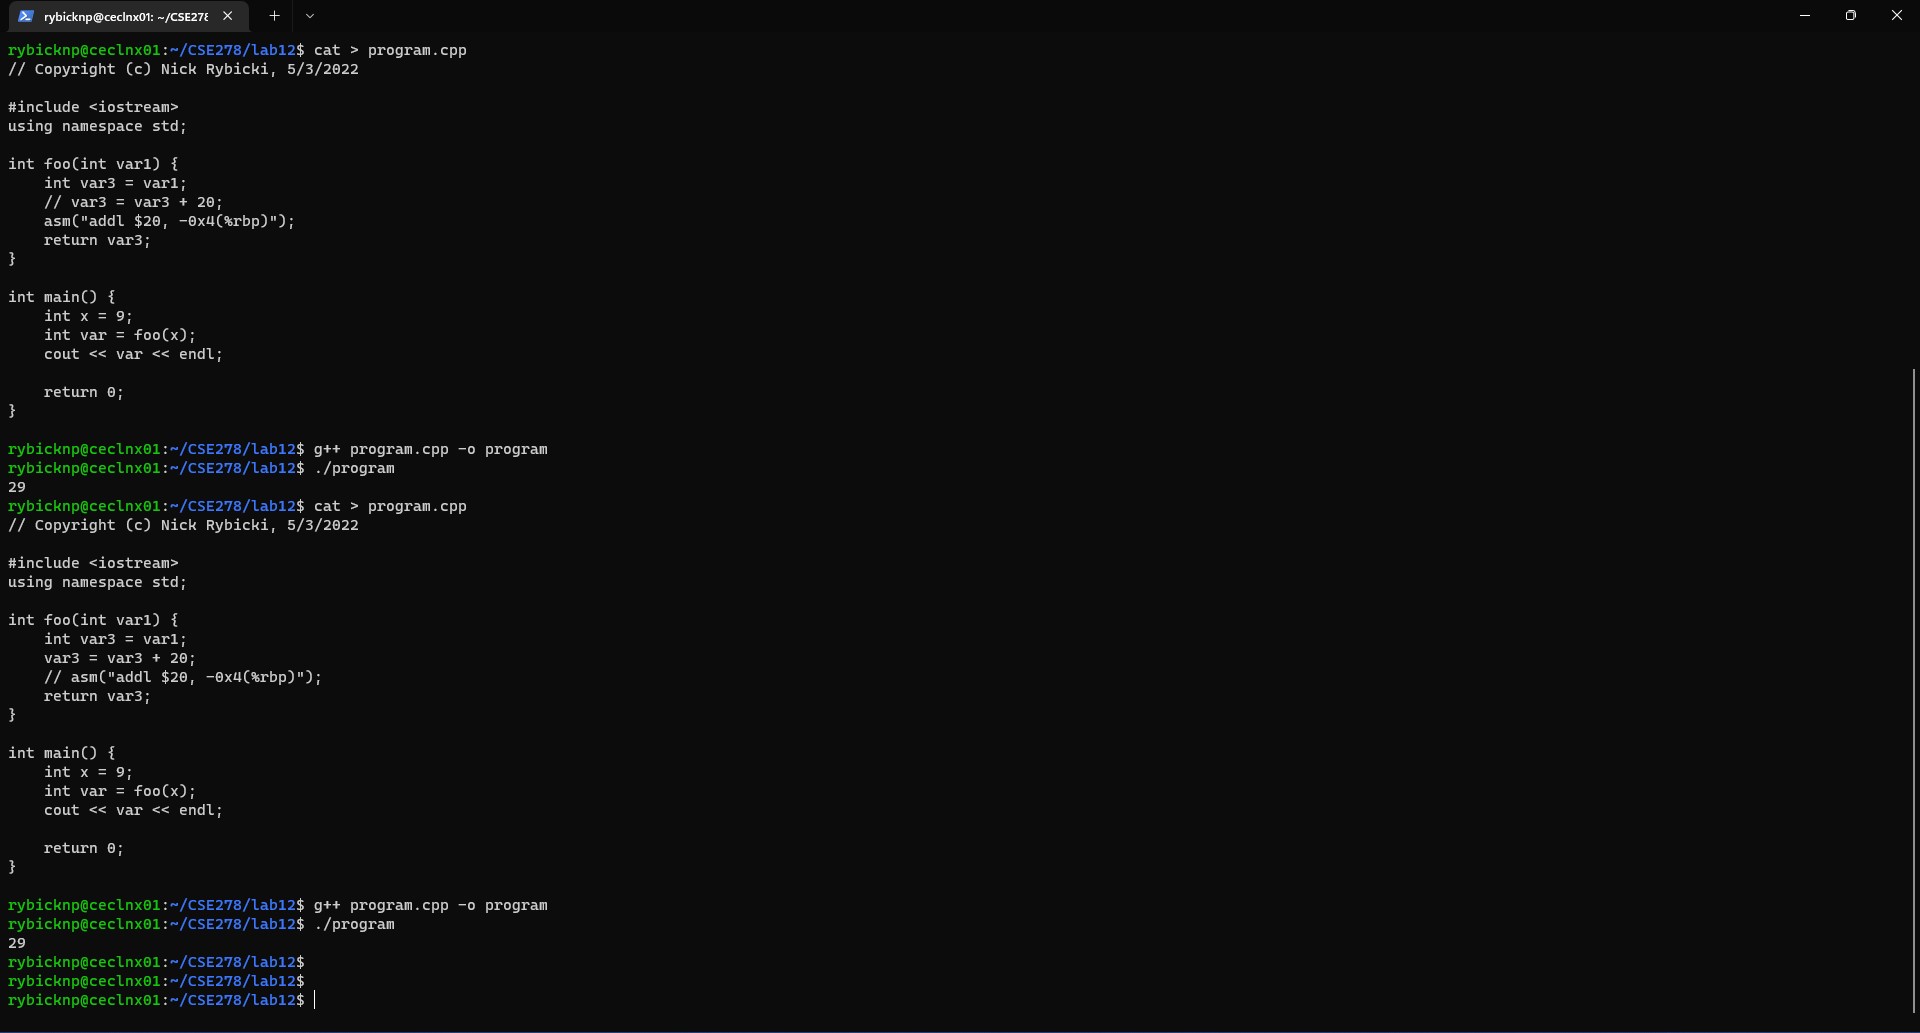 rybicknp@ceclnx01: ~/CSE278
rybicknp@ceclnx01:~/CSE278/lab12$ cat > program.cpp
// Copyright (c) Nick Rybicki, 5/3/2022
#include <iostream>
using namespace std;
int foo(int var1) {
    int var3 = var1;
    // var3 = var3 + 20;
    asm("addl $20, -0x4(%rbp)");
    return var3;
}
int main() {
    int x = 9;
    int var = foo(x);
    cout << var << endl;
    return 0;
}
rybicknp@ceclnx01:~/CSE278/lab12$ g++ program.cpp -o program
rybicknp@ceclnx01:~/CSE278/lab12$ ./program
29
rybicknp@ceclnx01:~/CSE278/lab12$ cat > program.cpp
// Copyright (c) Nick Rybicki, 5/3/2022
#include <iostream>
using namespace std;
int foo(int var1) {
    int var3 = var1;
    var3 = var3 + 20;
    // asm("addl $20, -0x4(%rbp)");
    return var3;
}
int main() {
    int x = 9;
    int var = foo(x);
    cout << var << endl;
    return 0;
}
rybicknp@ceclnx01:~/CSE278/lab12$ g++ program.cpp -o program
rybicknp@ceclnx01:~/CSE278/lab12$ ./program
29
rybicknp@ceclnx01:~/CSE278/lab12$
rybicknp@ceclnx01:~/CSE278/lab12$
rybicknp@ceclnx01:~/CSE278/lab12$